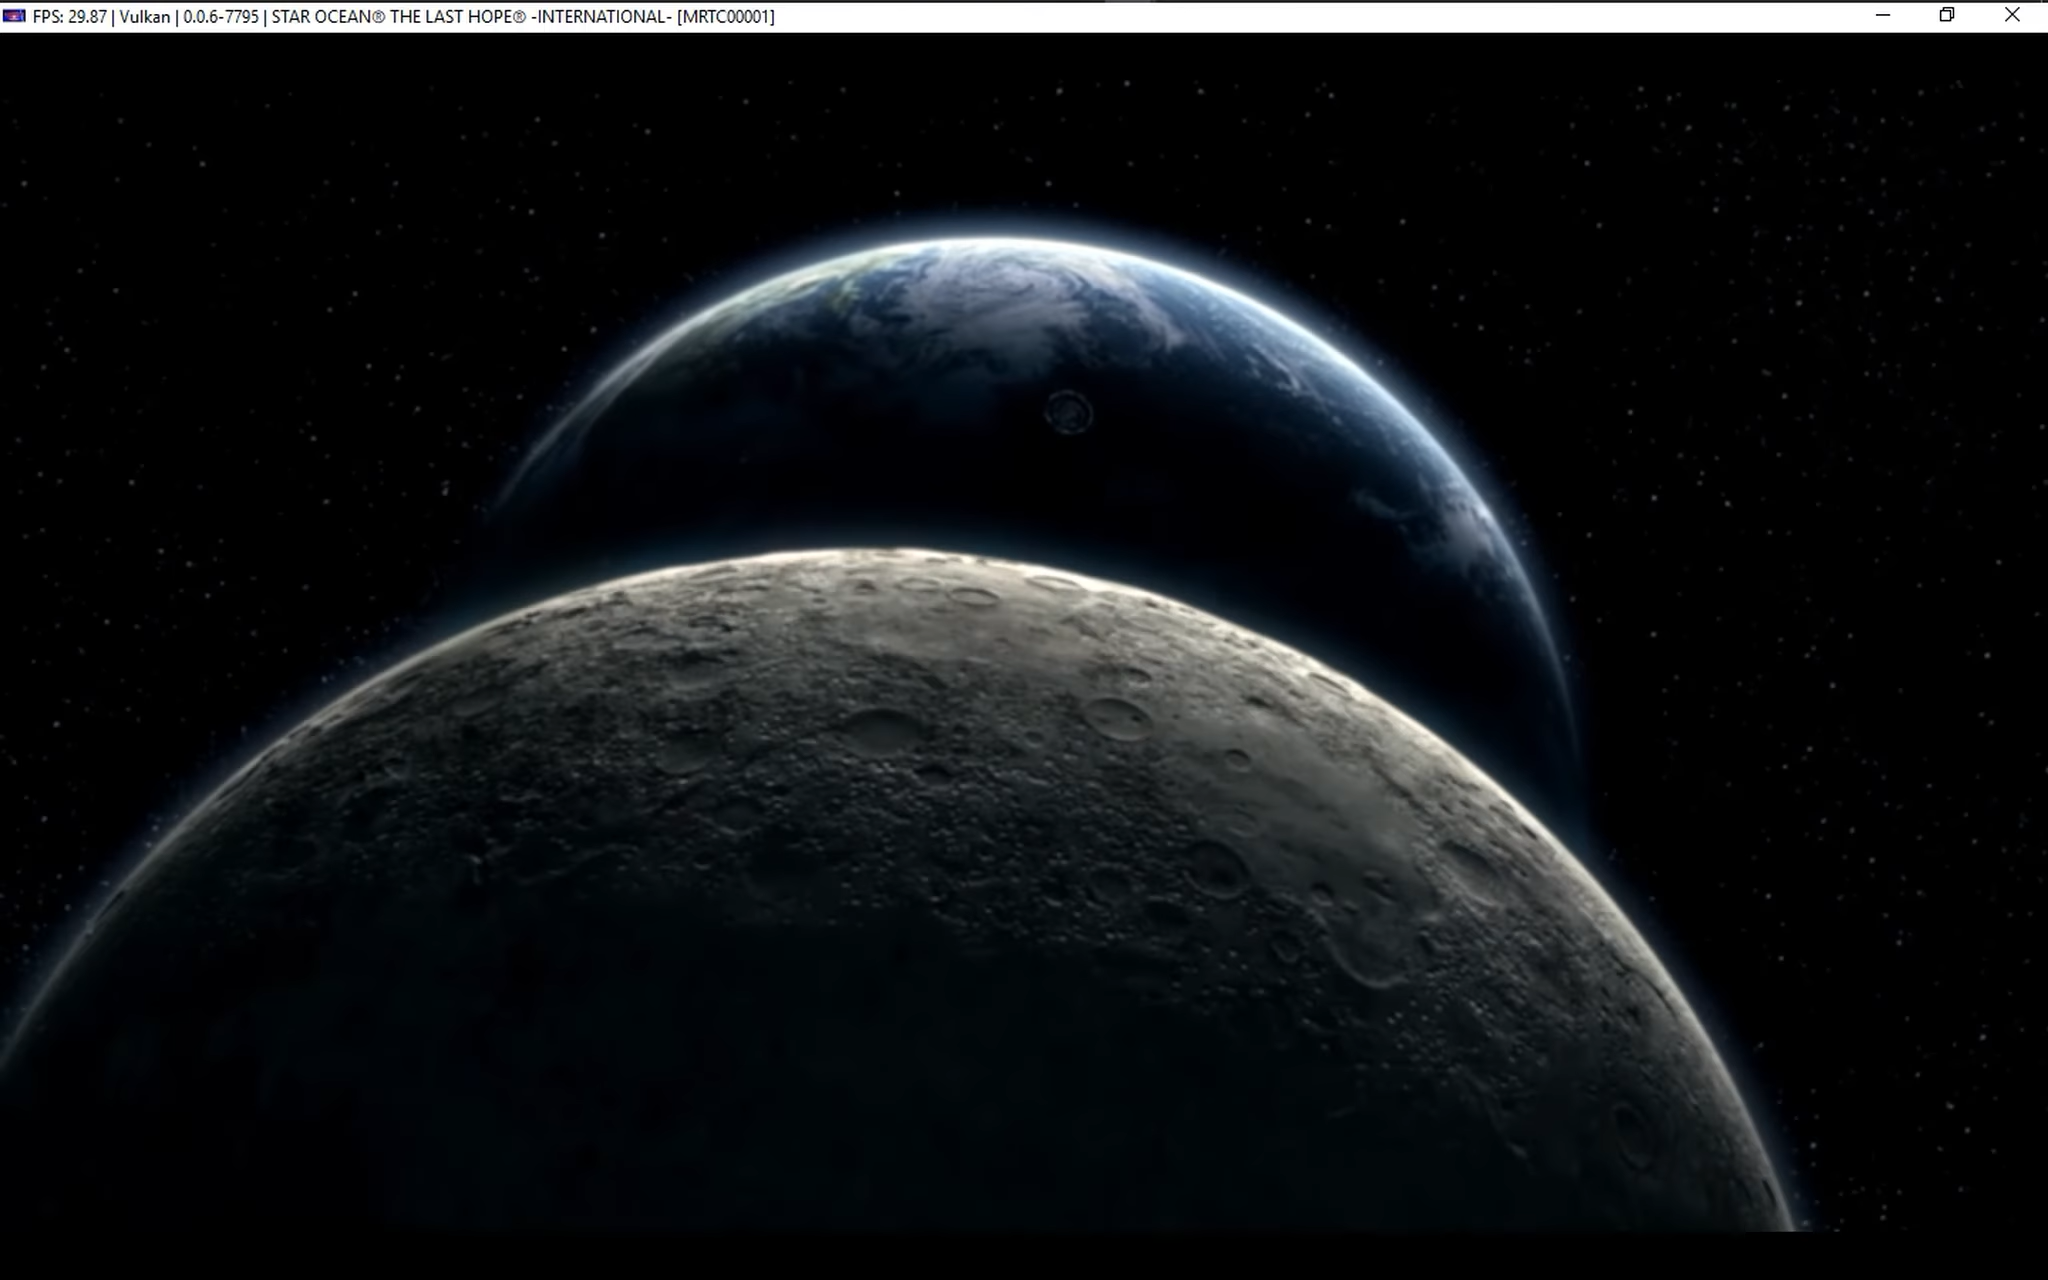 FPS: 29.87 | Vulkan | 0.0.6-7795 | STAR OCEAN® THE LAST HOPE® -INTERNATIONAL- [MRTC00001]